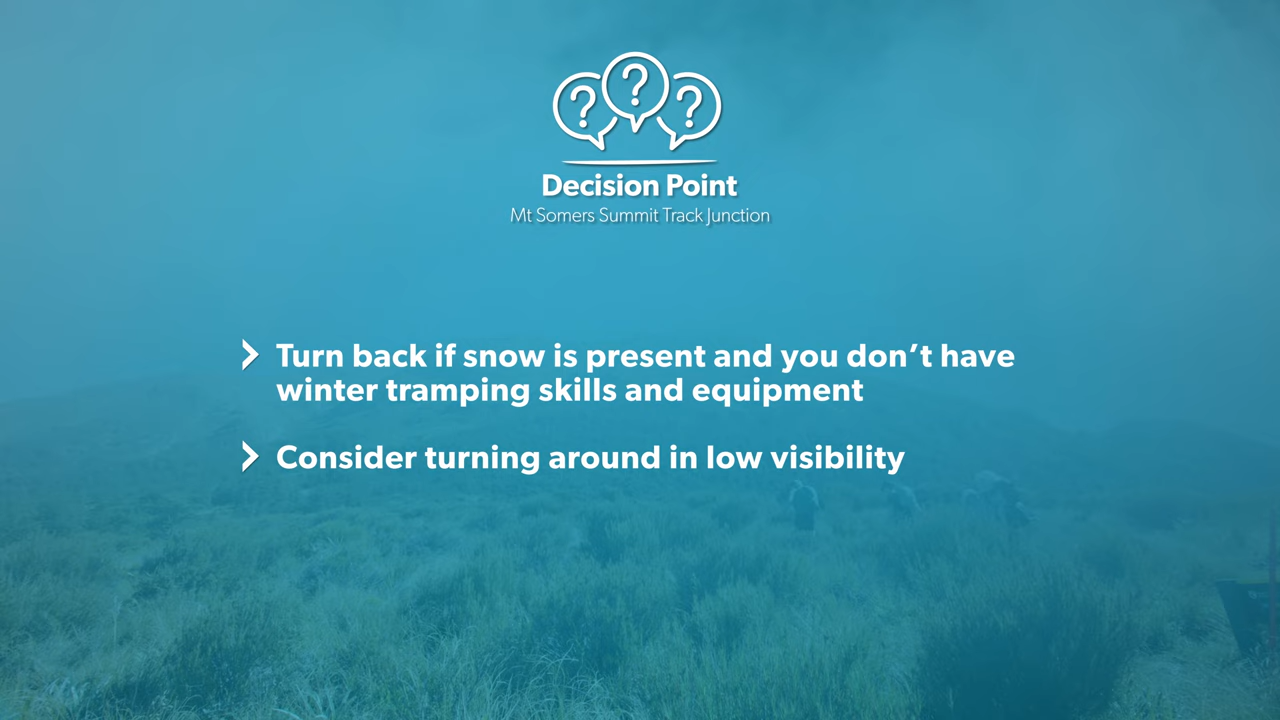 ? ? ?
Decision Point
Mt Somers Summit Track Junction
Turn back if snow is present and you don’t have
winter tramping skills and equipment
Consider turning around in low visibility